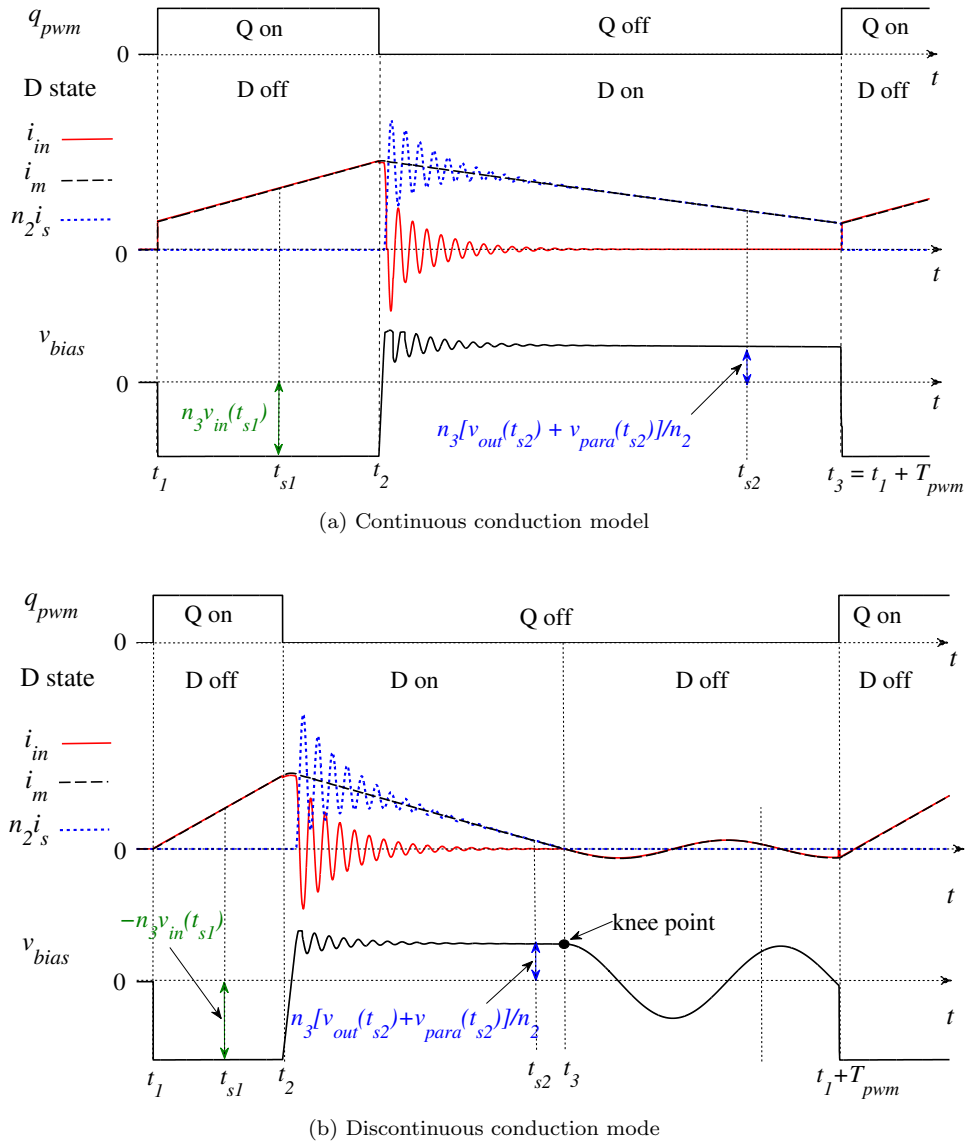 q_pwm
Q on
Q off
Q on
0
t
D state
D off
D on
D off
i_in
i_m
n_2 i_s
0
t
v_bias
0
t
n_3 v_in(t_s1)
n_3[v_out(t_s2) + v_para(t_s2)]/n_2
t_1
t_s1
t_2
t_s2
t_3 = t_1 + T_pwm
(a) Continuous conduction model
q_pwm
Q on
Q off
Q on
0
t
D state
D off
D on
D off
D off
i_in
i_m
n_2 i_s
0
t
−n_3 v_in(t_s1)
knee point
v_bias
0
t
n_3[v_out(t_s2)+v_para(t_s2)]/n_2
t_1
t_s1
t_2
t_s2
t_3
t_1+T_pwm
(b) Discontinuous conduction mode